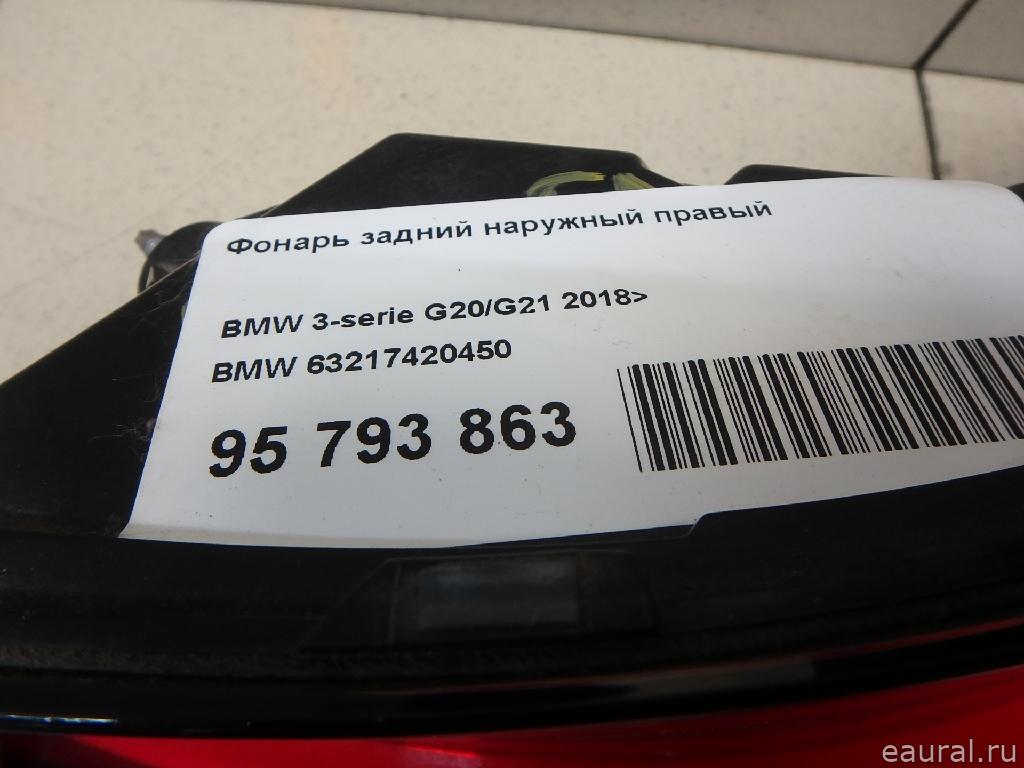 Фонарь задний наружный правый
BMW 3-serie G20/G21 2018>
BMW 63217420450
95 793 863
eaural.ru